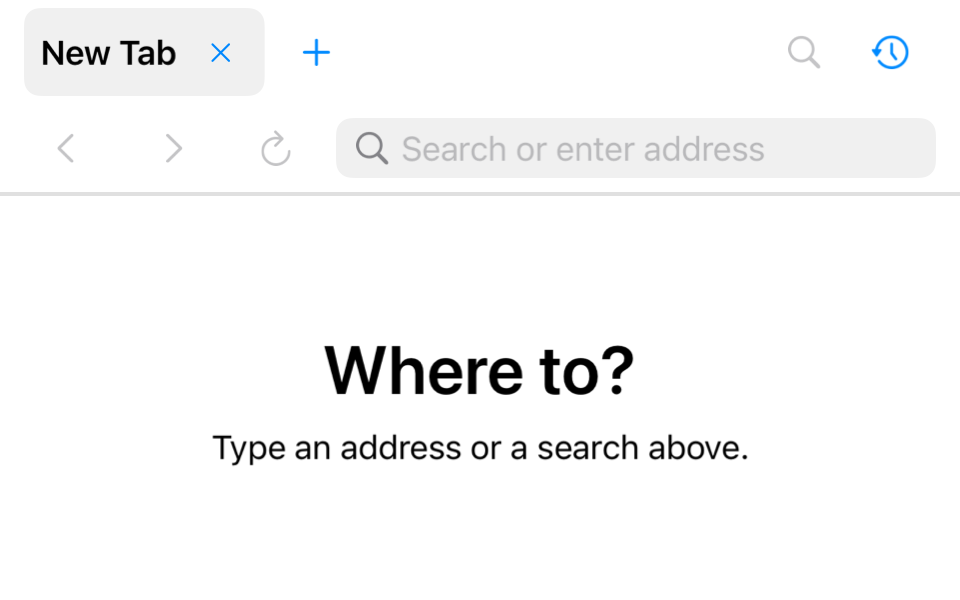 New Tab
Search or enter address
Where to?
Type an address or a search above.